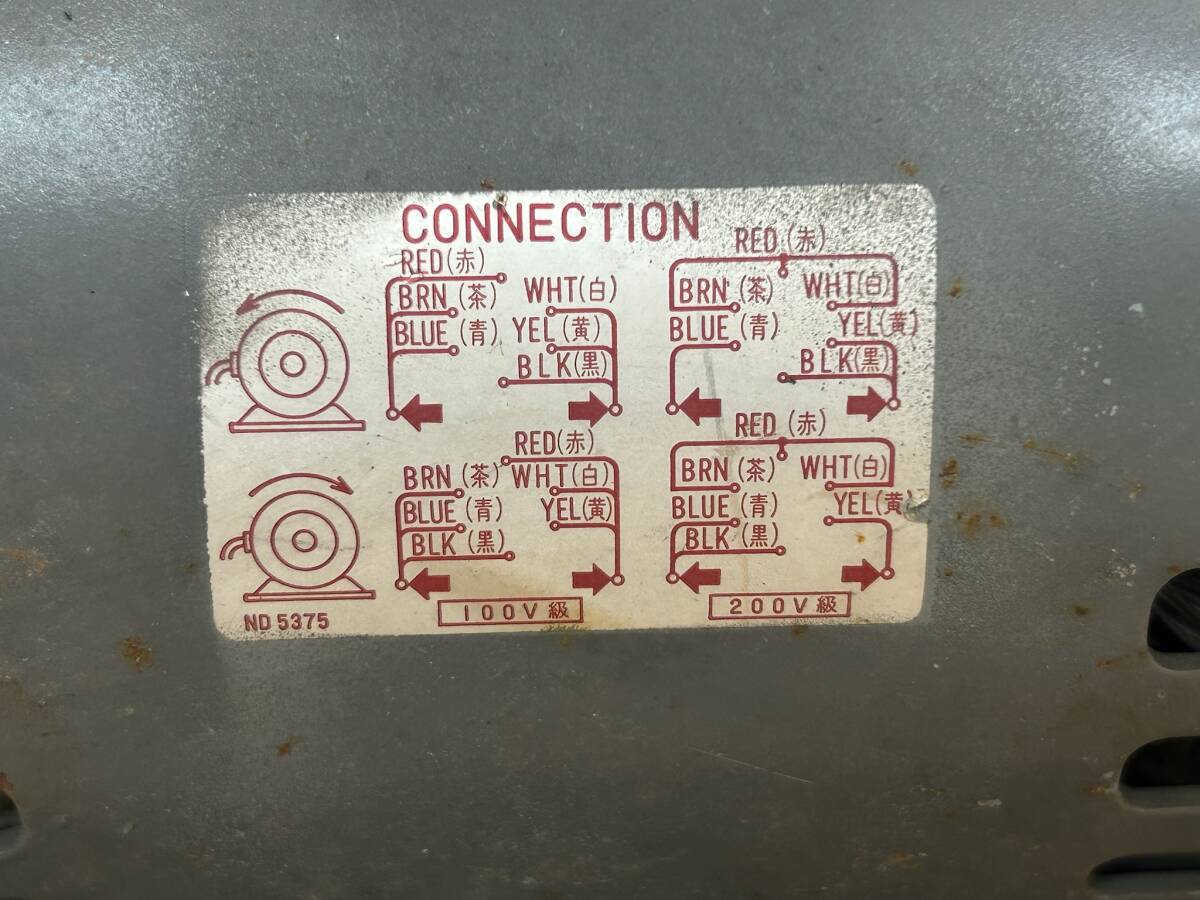 CONNECTION
RED(赤)
BRN(茶) WHT(白)
BLUE(青) YEL(黄)
BLK(黒)
RED(赤)
BRN(茶) WHT(白)
BLUE(青) YEL(黄)
BLK(黒)
RED(赤)
BRN(茶) WHT(白)
BLUE(青) YEL(黄)
BLK(黒)
100V級
RED(赤)
BRN(茶) WHT(白)
BLUE(青) YEL(黄)
BLK(黒)
200V級
ND 5375